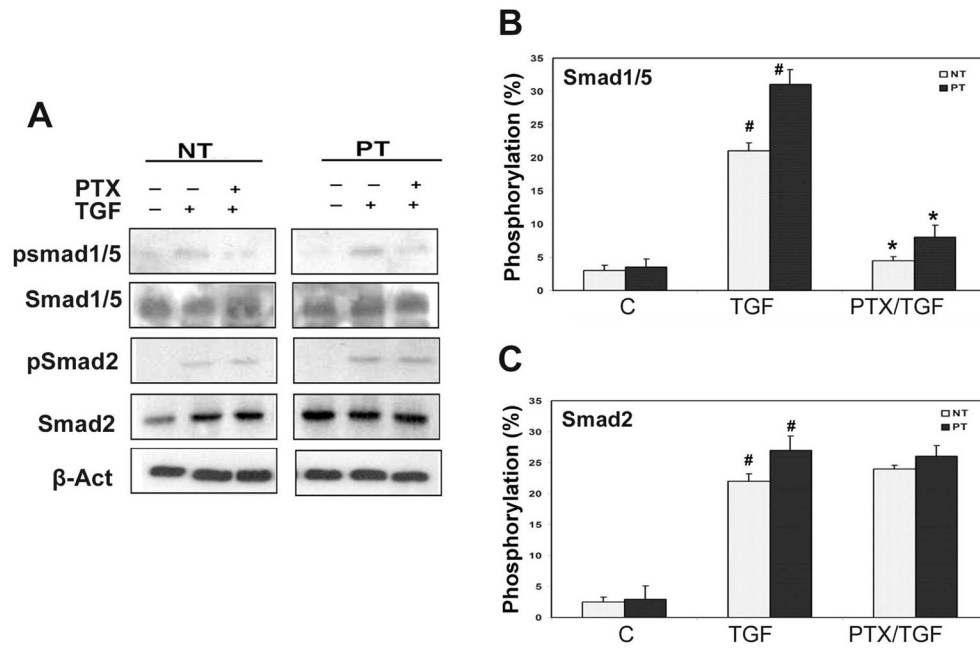 A
NT PT
PTX – – + – – +
TGF – + + – + +
psmad1/5
Smad1/5
pSmad2
Smad2
β-Act
B
Smad1/5
NT
PT
Phosphorylation (%)
35
30
25
20
15
10
5
0
# #
* *
C TGF PTX/TGF
C
Smad2
NT
PT
Phosphorylation (%)
35
30
25
20
15
10
5
0
# #
C TGF PTX/TGF